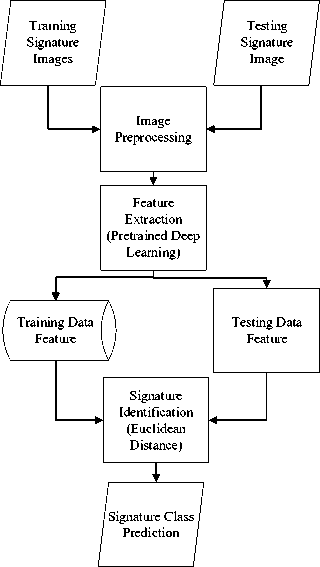 Training
Signature
Images
Testing
Signature
Image
Image
Preprocessing
Feature
Extraction
(Pretrained Deep
Learning)
Training Data
Feature
Testing Data
Feature
Signature
Identification
(Euclidean
Distance)
Signature Class
Prediction